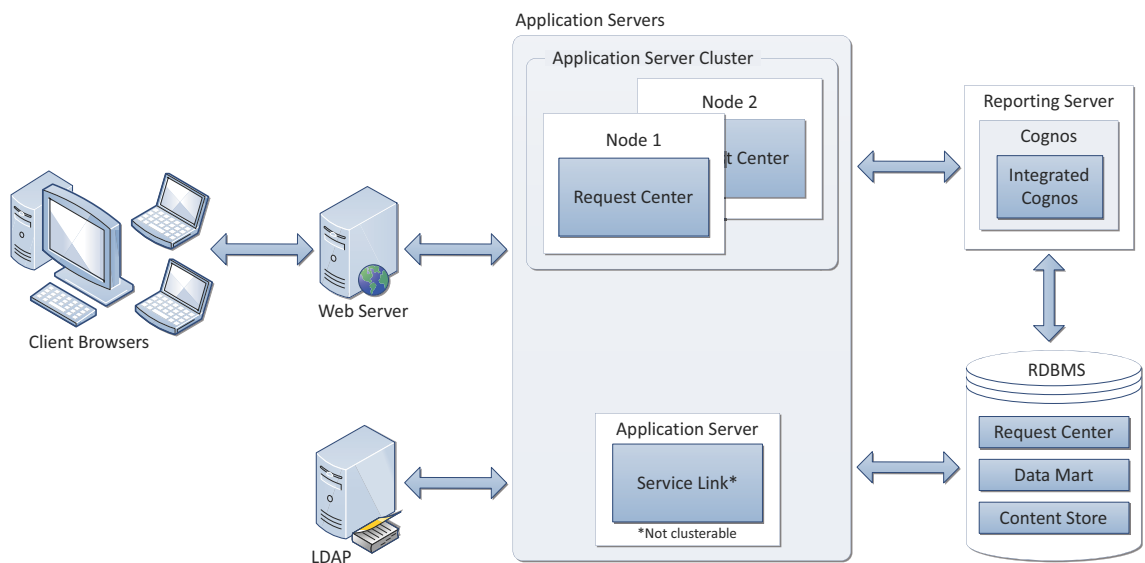 Application Servers
Application Server Cluster
Node 2
t Center
Node 1
Request Center
Reporting Server
Cognos
Integrated
Cognos
Client Browsers
Web Server
RDBMS
Request Center
Data Mart
Content Store
Application Server
Service Link*
*Not clusterable
LDAP